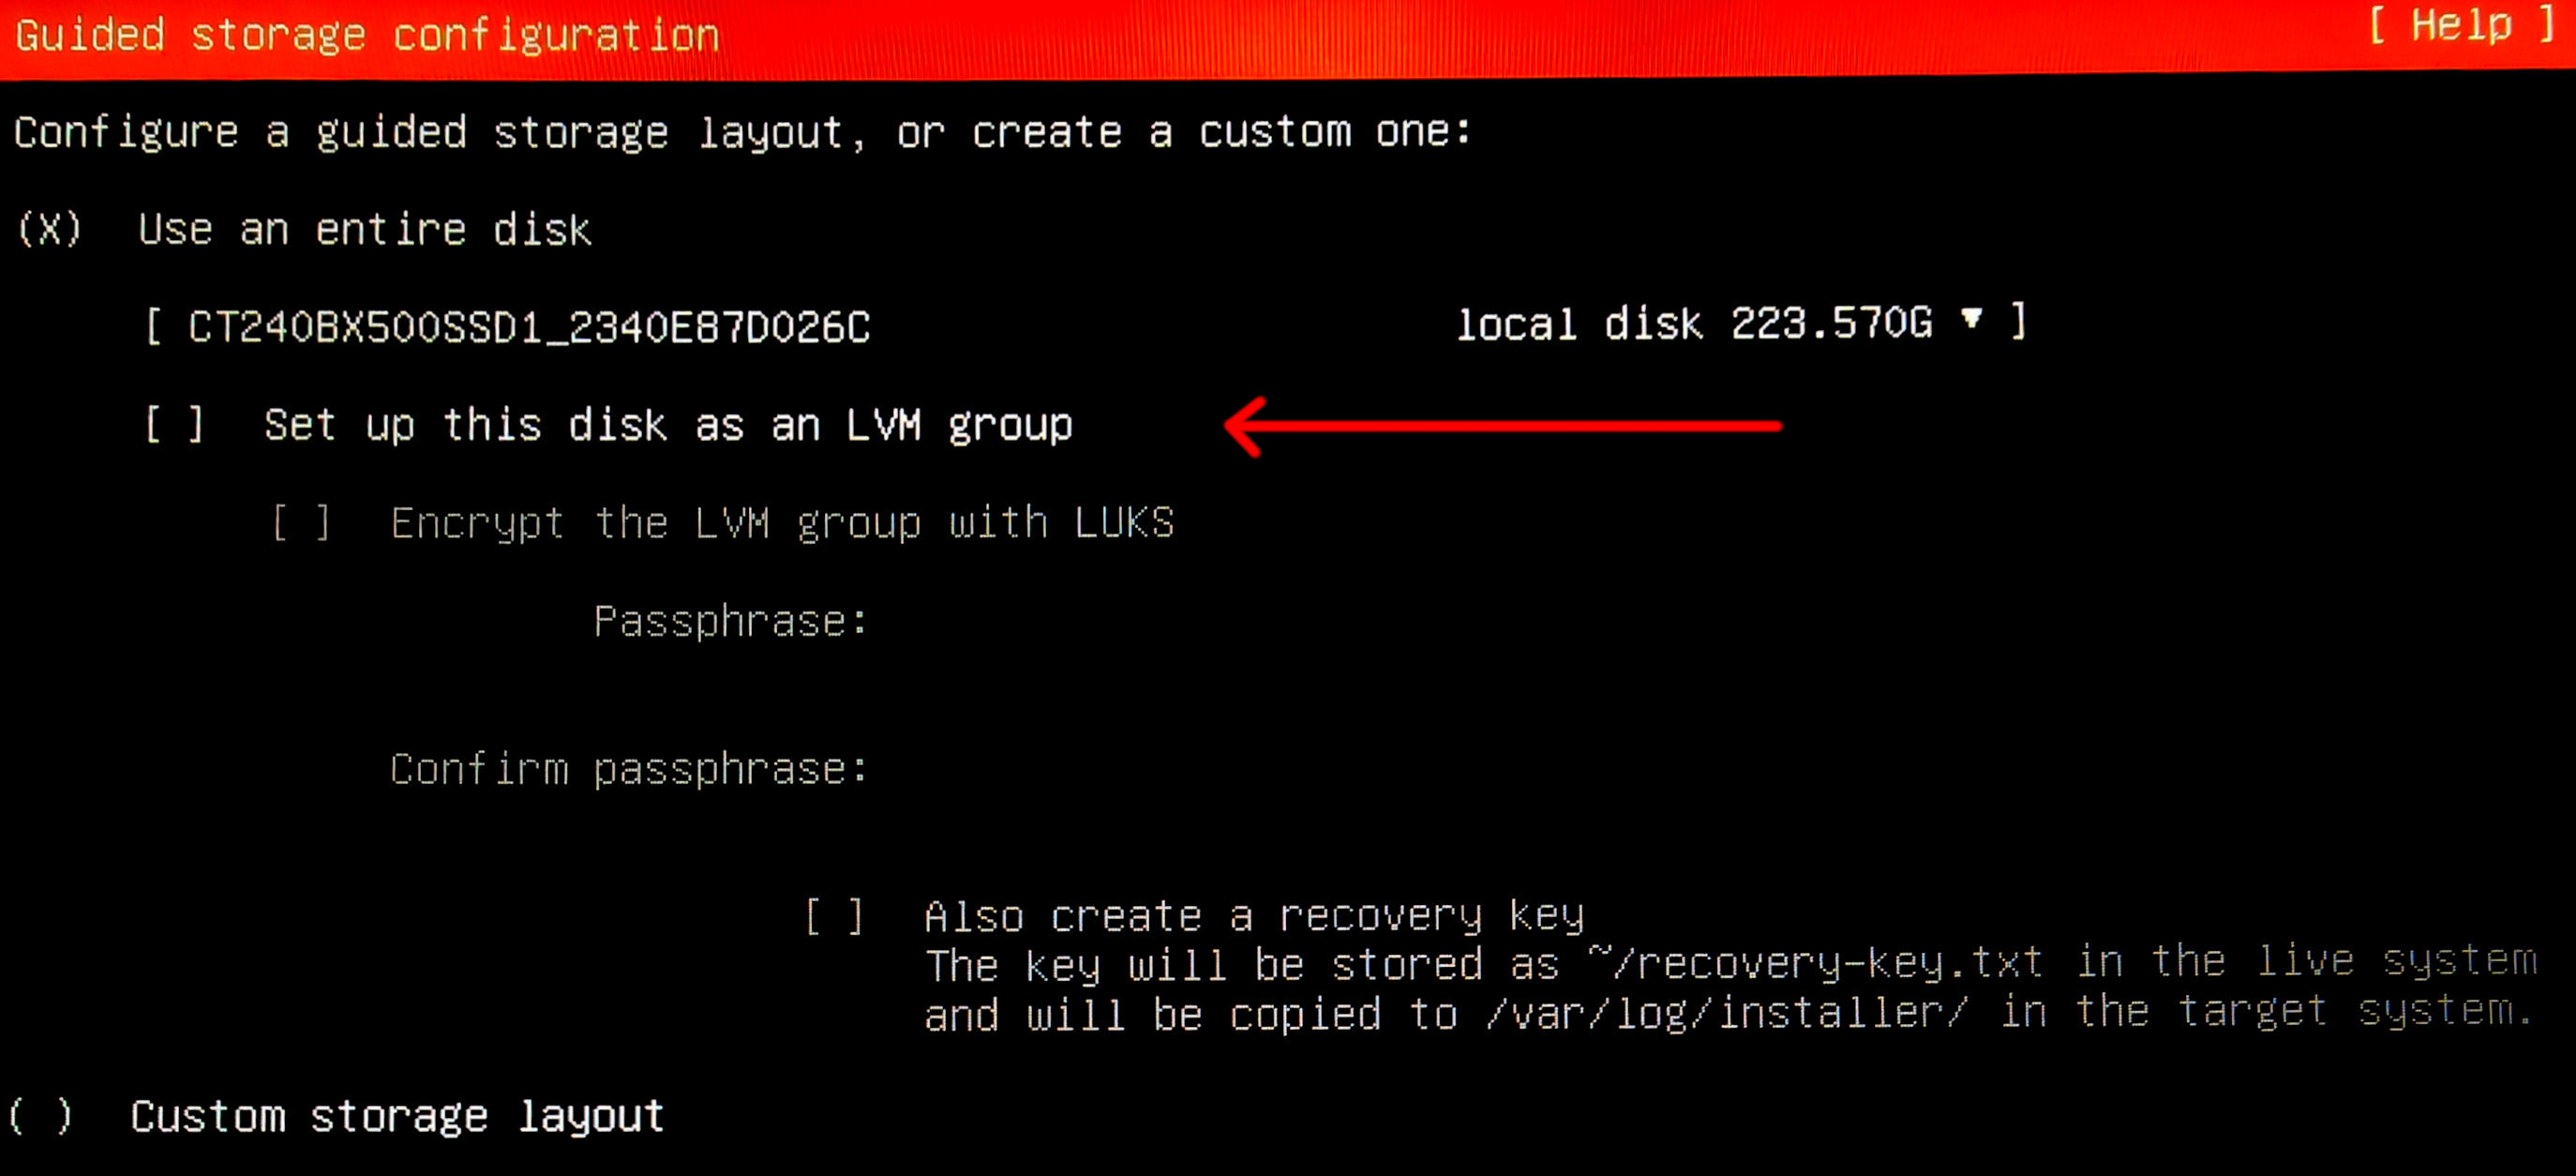 Guided storage configuration [ Help ]
Configure a guided storage layout, or create a custom one:
(X) Use an entire disk
[ CT240BX500SSD1_2340E87D026C local disk 223.570G ▼ ]
[ ] Set up this disk as an LVM group
[ ] Encrypt the LVM group with LUKS
Passphrase:
Confirm passphrase:
[ ] Also create a recovery key
The key will be stored as ~/recovery-key.txt in the live system
and will be copied to /var/log/installer/ in the target system.
( ) Custom storage layout